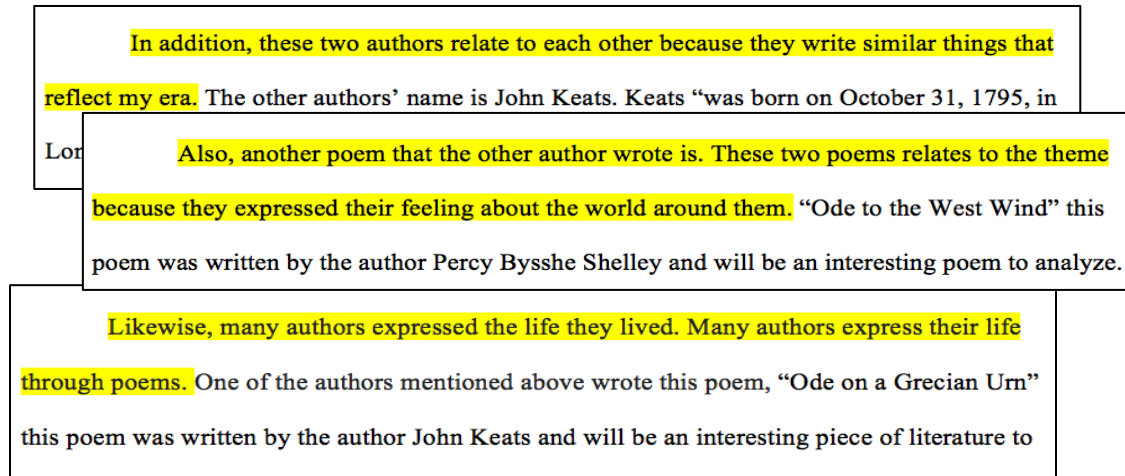 In addition, these two authors relate to each other because they write similar things that
reflect my era. The other authors’ name is John Keats. Keats “was born on October 31, 1795, in
Also, another poem that the other author wrote is. These two poems relates to the theme
because they expressed their feeling about the world around them. “Ode to the West Wind” this
poem was written by the author Percy Bysshe Shelley and will be an interesting poem to analyze.
Likewise, many authors expressed the life they lived. Many authors express their life
through poems. One of the authors mentioned above wrote this poem, “Ode on a Grecian Urn”
this poem was written by the author John Keats and will be an interesting piece of literature to